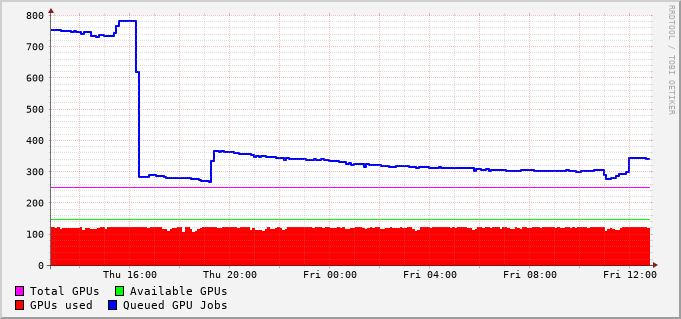 800
700
600
500
400
300
200
100
0
Thu 16:00 Thu 20:00 Fri 00:00 Fri 04:00 Fri 08:00 Fri 12:00
Total GPUs Available GPUs
GPUs used Queued GPU Jobs
RRDTOOL / TOBI OETIKER